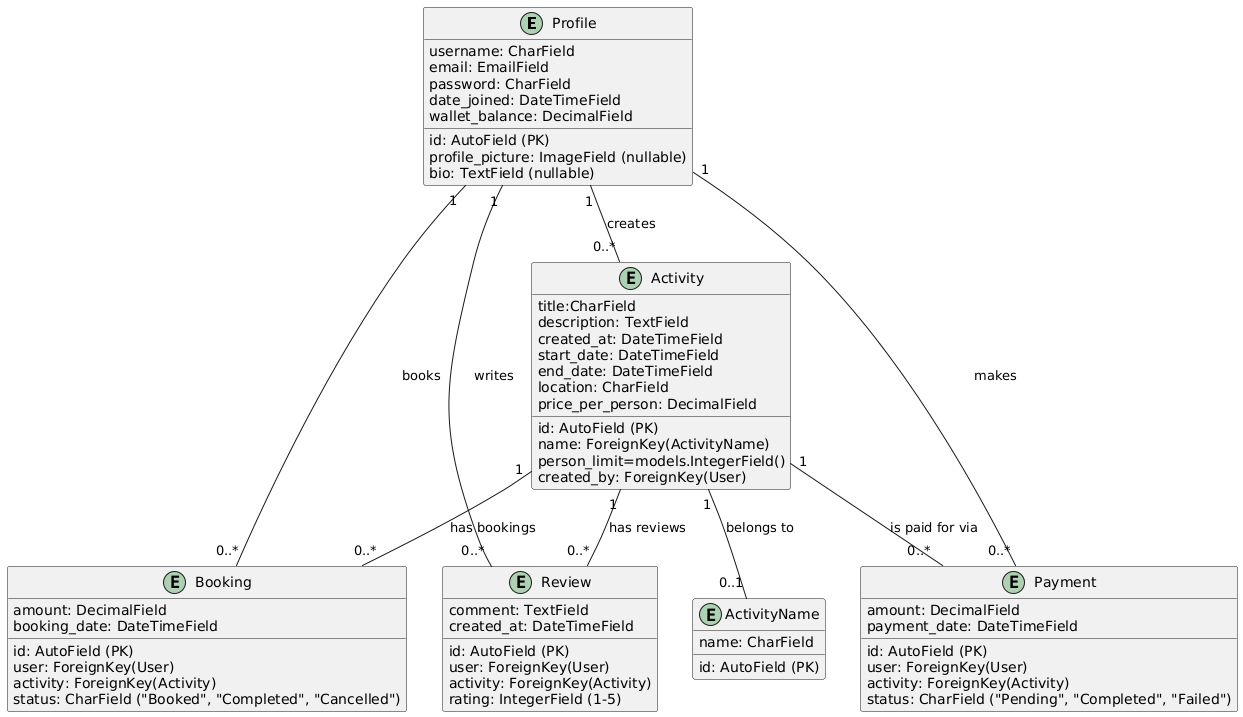 E Profile
username: CharField
email: EmailField
password: CharField
date_joined: DateTimeField
wallet_balance: DecimalField
id: AutoField (PK)
profile_picture: ImageField (nullable)
bio: TextField (nullable)
1
1
1
1
creates
0..*
E Activity
title:CharField
description: TextField
created_at: DateTimeField
start_date: DateTimeField
end_date: DateTimeField
location: CharField
price_per_person: DecimalField
id: AutoField (PK)
name: ForeignKey(ActivityName)
person_limit=models.IntegerField()
created_by: ForeignKey(User)
books
writes
makes
1
1
1
1
has bookings
has reviews
belongs to
is paid for via
0..*
0..*
0..*
0..*
0..1
0..*
0..*
E Booking
amount: DecimalField
booking_date: DateTimeField
id: AutoField (PK)
user: ForeignKey(User)
activity: ForeignKey(Activity)
status: CharField ("Booked", "Completed", "Cancelled")
E Review
comment: TextField
created_at: DateTimeField
id: AutoField (PK)
user: ForeignKey(User)
activity: ForeignKey(Activity)
rating: IntegerField (1-5)
E ActivityName
name: CharField
id: AutoField (PK)
E Payment
amount: DecimalField
payment_date: DateTimeField
id: AutoField (PK)
user: ForeignKey(User)
activity: ForeignKey(Activity)
status: CharField ("Pending", "Completed", "Failed")